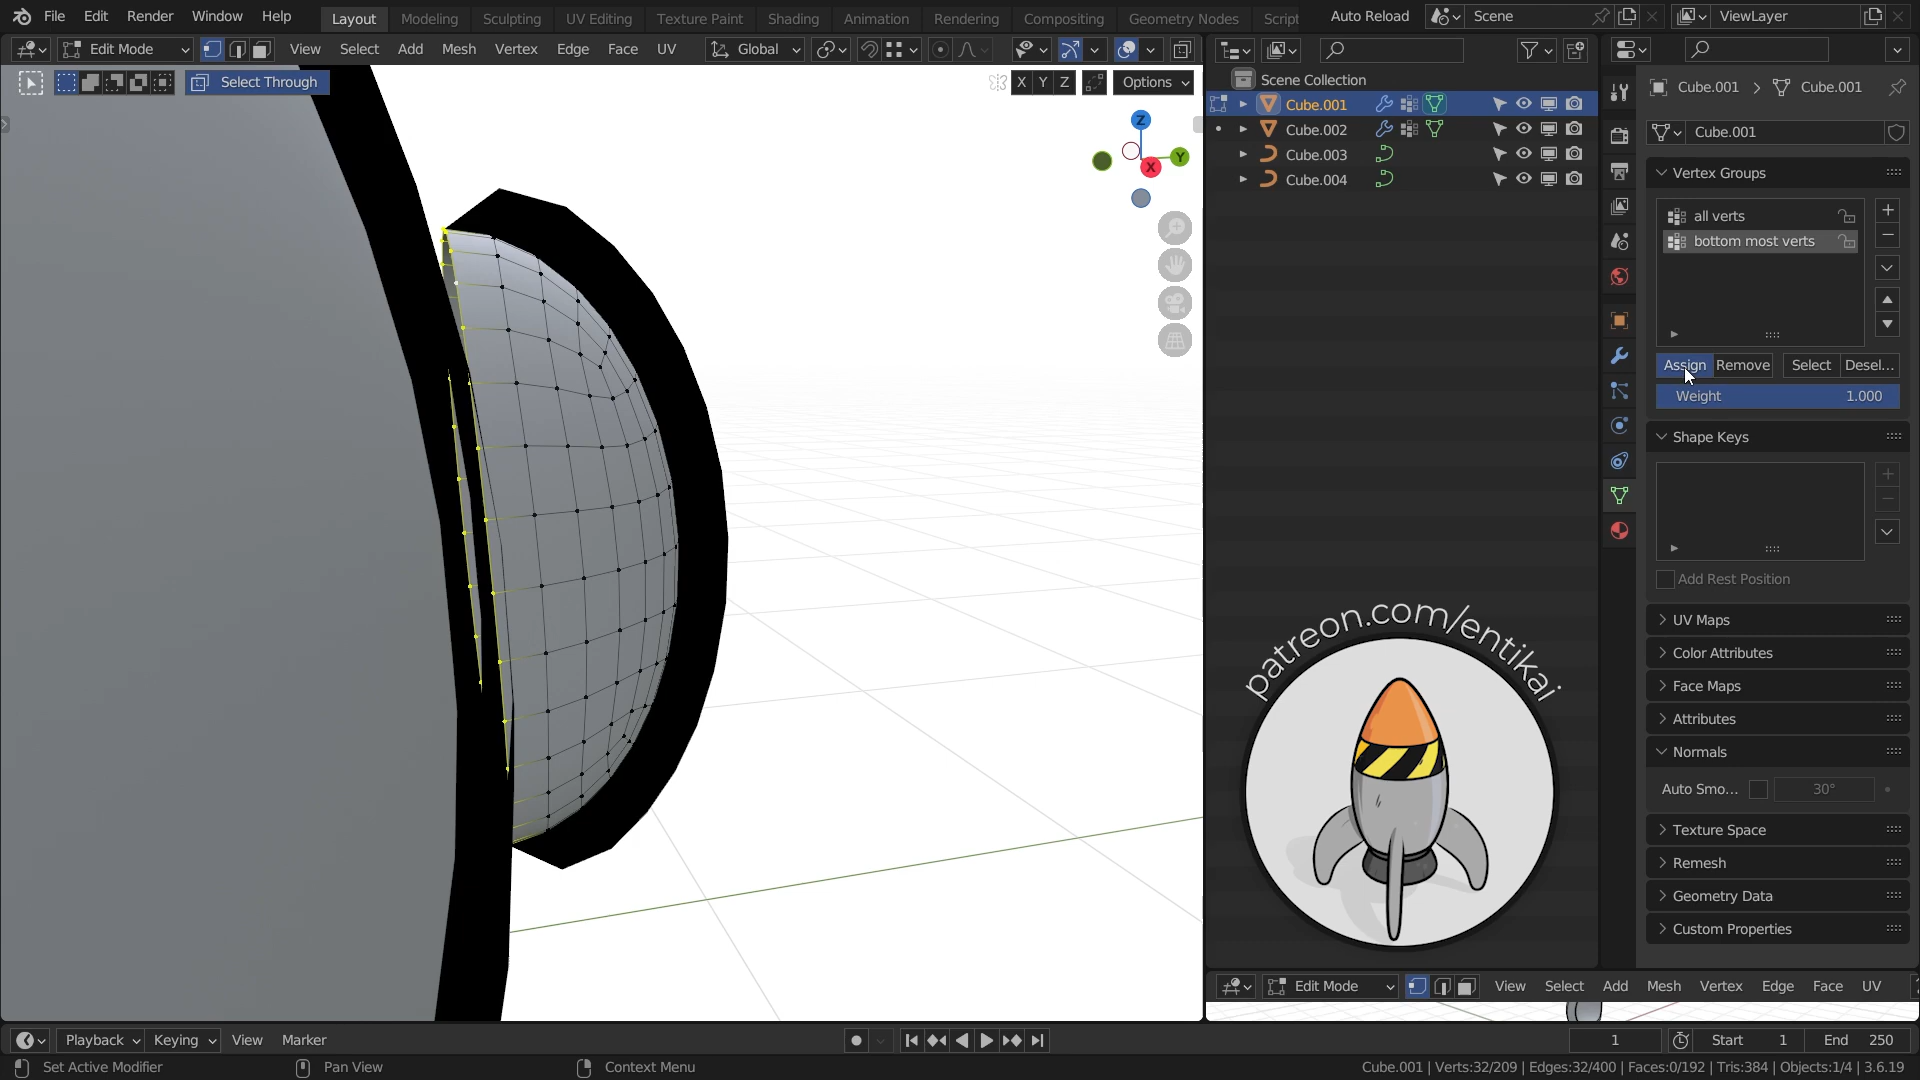 File Edit Render Window Help
Layout Modeling Sculpting UV Editing Texture Paint Shading Animation Rendering Compositing Geometry Nodes Script
Auto Reload Scene ViewLayer
Edit Mode View Select Add Mesh Vertex Edge Face UV Global
Select Through
X Y Z Options
Z
Y
X
Scene Collection
Cube.001
Cube.002
Cube.003
Cube.004
patreon.com/entikai
Cube.001 > Cube.001
Cube.001
Vertex Groups
all verts
bottom most verts
Assign Remove Select Desel...
Weight 1.000
Shape Keys
Add Rest Position
UV Maps
Color Attributes
Face Maps
Attributes
Normals
Auto Smo... 30°
Texture Space
Remesh
Geometry Data
Custom Properties
Edit Mode View Select Add Mesh Vertex Edge Face UV
Playback Keying View Marker
1 Start 1 End 250
Set Active Modifier Pan View Context Menu
Cube.001 | Verts:32/209 | Edges:32/400 | Faces:0/192 | Tris:384 | Objects:1/4 | 3.6.19